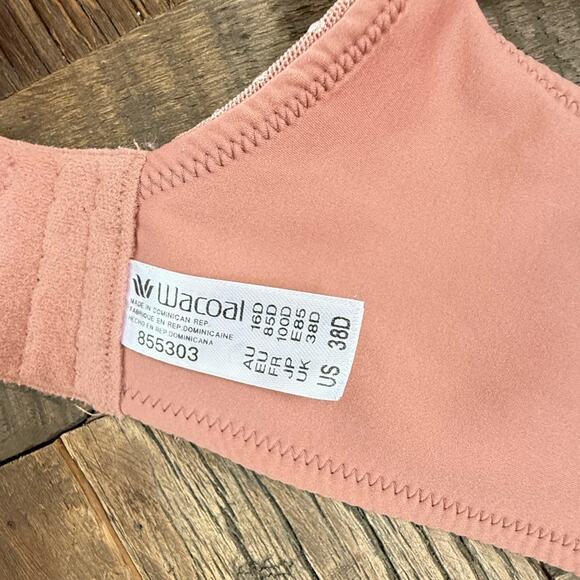 Wacoal
MADE IN DOMINICAN REP.
FABRIQUÉ EN REP. DOMINICAINE
HECHO EN REP. DOMINICANA
855303
AU 16D
EU 85D
FR 100D
JP E85
UK 38D
US 38D